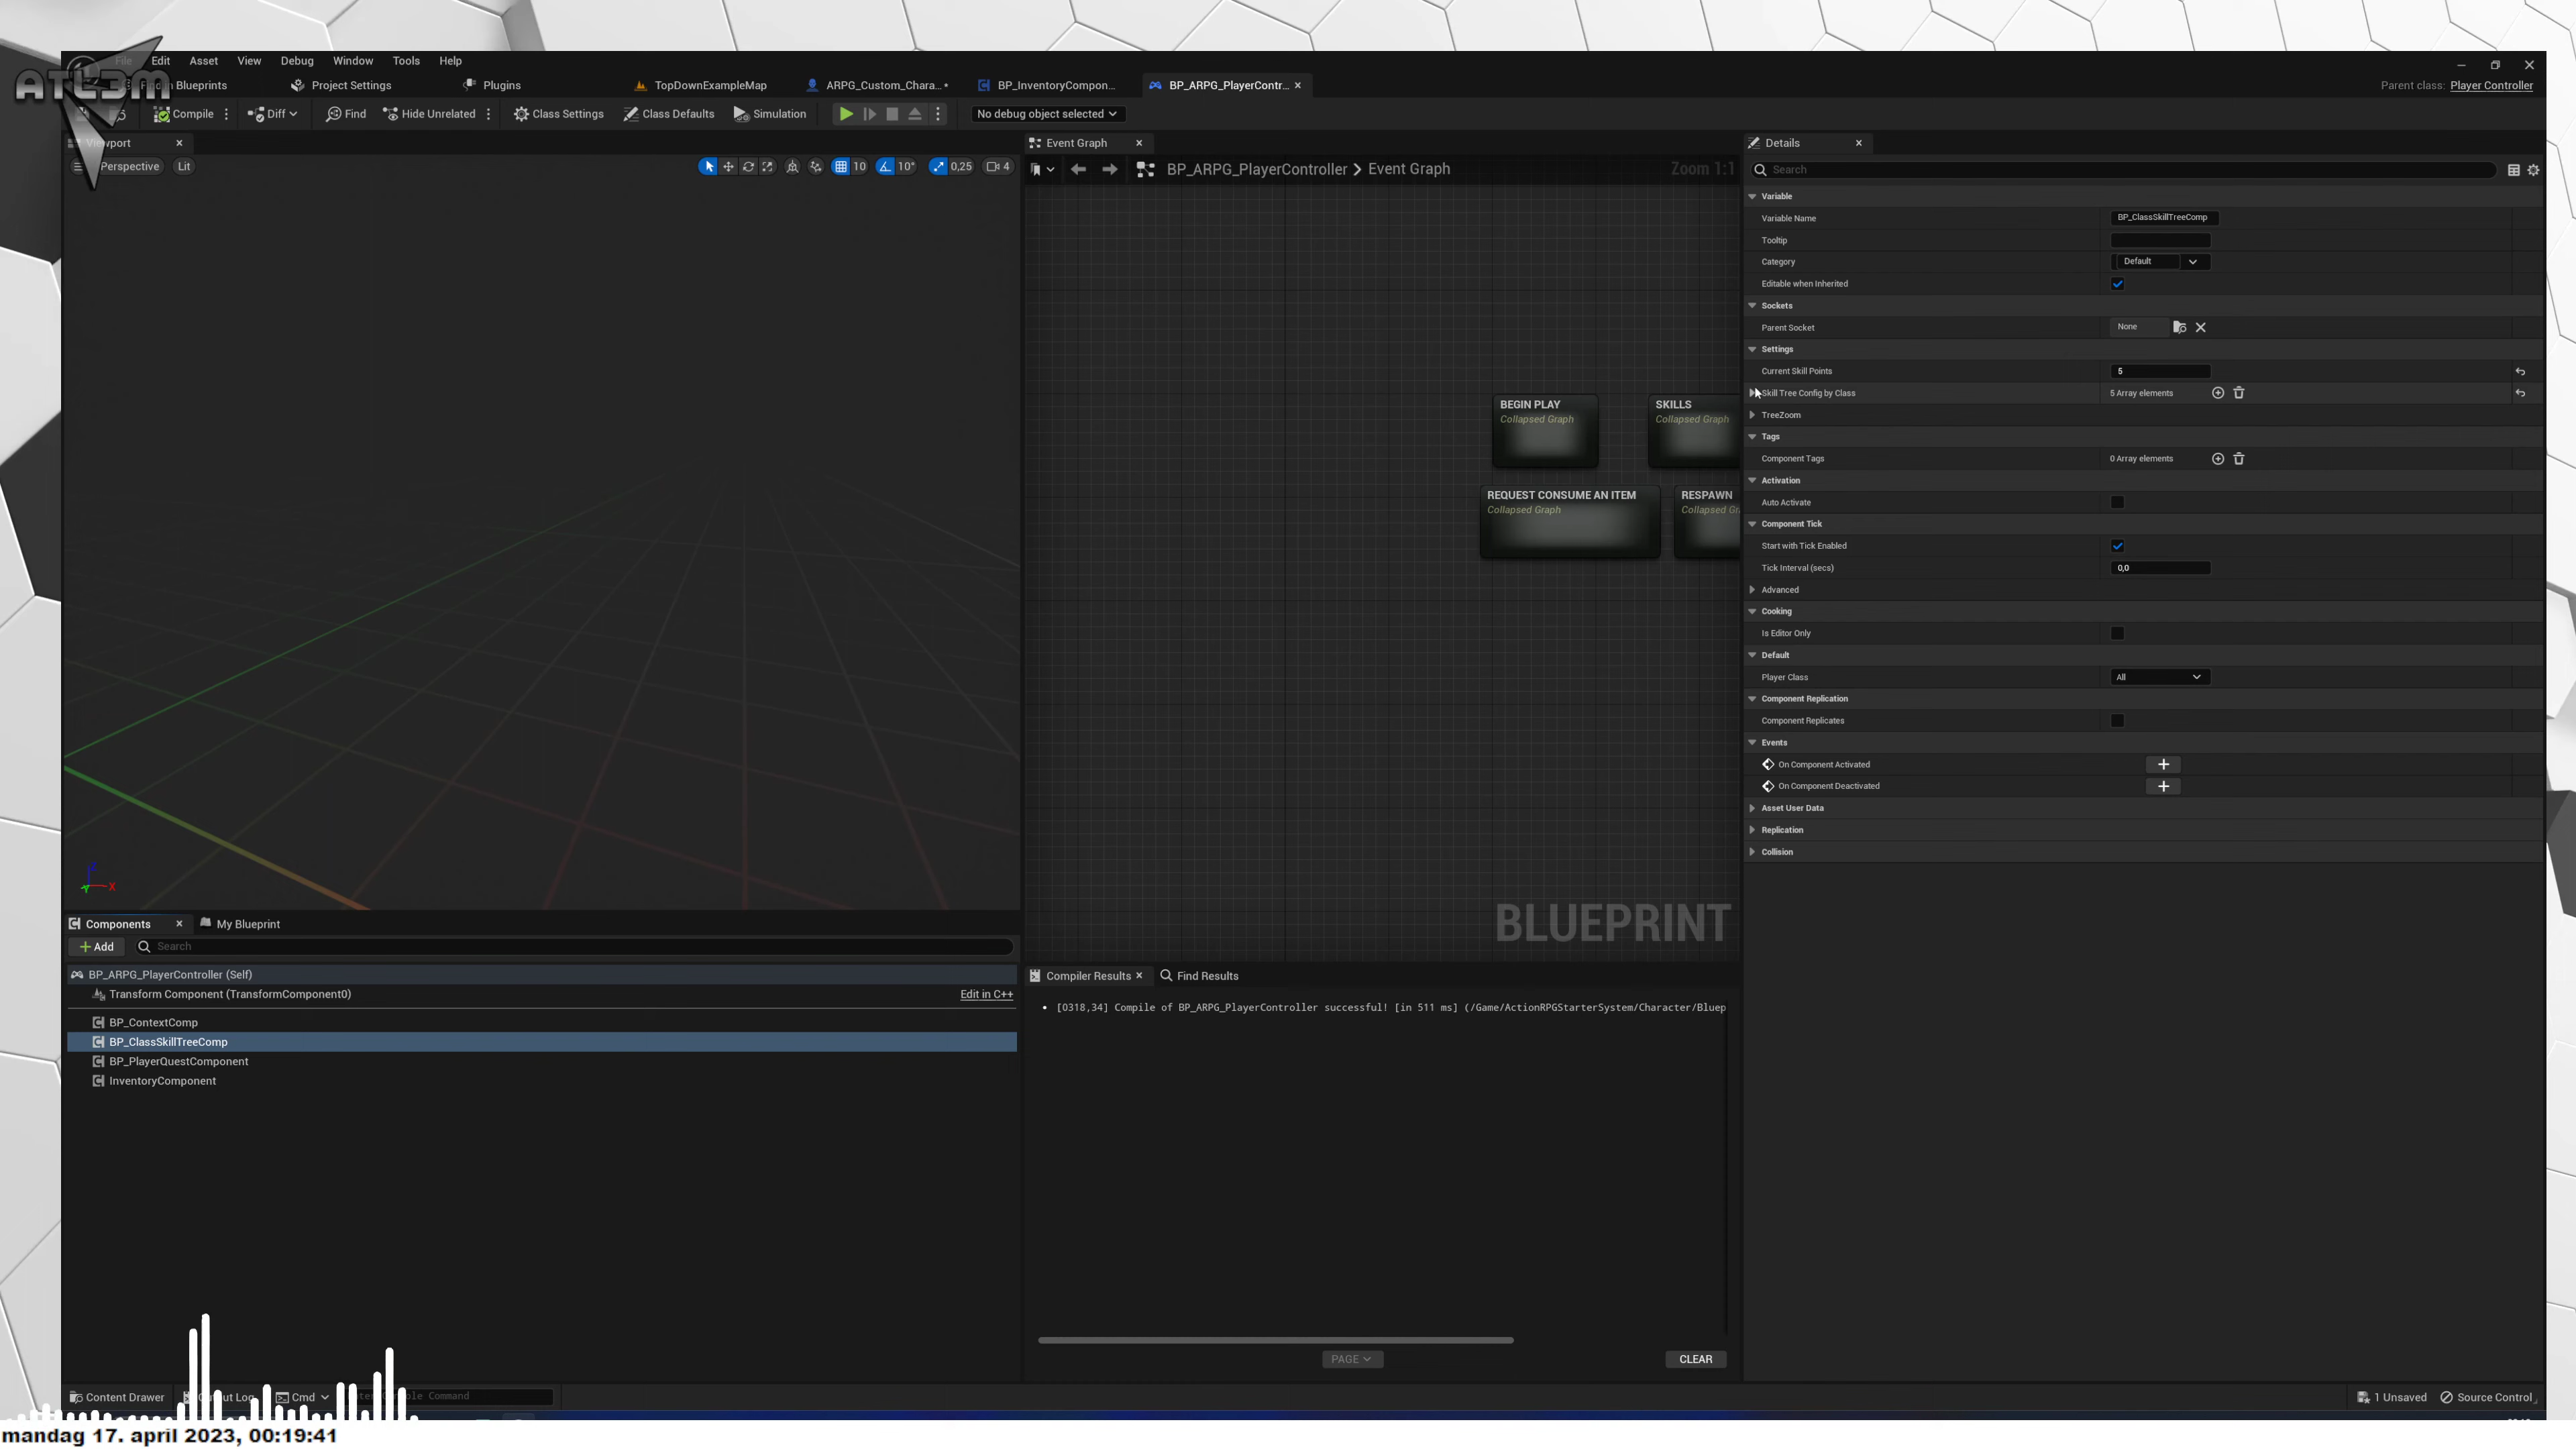 ATL3M
File Edit Asset View Debug Window Tools Help
Blueprints Project Settings Plugins TopDownExampleMap ARPG_Custom_Chara...• BP_InventoryCompon... BP_ARPG_PlayerContr...
Parent class: Player Controller
Compile Diff Find Hide Unrelated Class Settings Class Defaults Simulation No debug object selected
Viewport
Perspective Lit 10 10° 0,25 4
Event Graph
BP_ARPG_PlayerController > Event Graph Zoom 1:1
BEGIN PLAY
Collapsed Graph
SKILLS
Collapsed Graph
REQUEST CONSUME AN ITEM
Collapsed Graph
RESPAWN
Collapsed Gr
BLUEPRINT
Details
Search
Variable
Variable Name BP_ClassSkillTreeComp
Tooltip
Category Default
Editable when Inherited
Sockets
Parent Socket None
Settings
Current Skill Points 5
Skill Tree Config by Class 5 Array elements
TreeZoom
Tags
Component Tags 0 Array elements
Activation
Auto Activate
Component Tick
Start with Tick Enabled
Tick Interval (secs) 0,0
Advanced
Cooking
Is Editor Only
Default
Player Class All
Component Replication
Component Replicates
Events
On Component Activated
On Component Deactivated
Asset User Data
Replication
Collision
X
Components My Blueprint
Add Search
BP_ARPG_PlayerController (Self)
Transform Component (TransformComponent0) Edit in C++
BP_ContextComp
BP_ClassSkillTreeComp
BP_PlayerQuestComponent
InventoryComponent
Compiler Results Find Results
[0318,34] Compile of BP_ARPG_PlayerController successful! [in 511 ms] (/Game/ActionRPGStarterSystem/Character/Bluep
PAGE CLEAR
Content Drawer Log Cmd Console Command
1 Unsaved Source Control
mandag 17. april 2023, 00:19:41